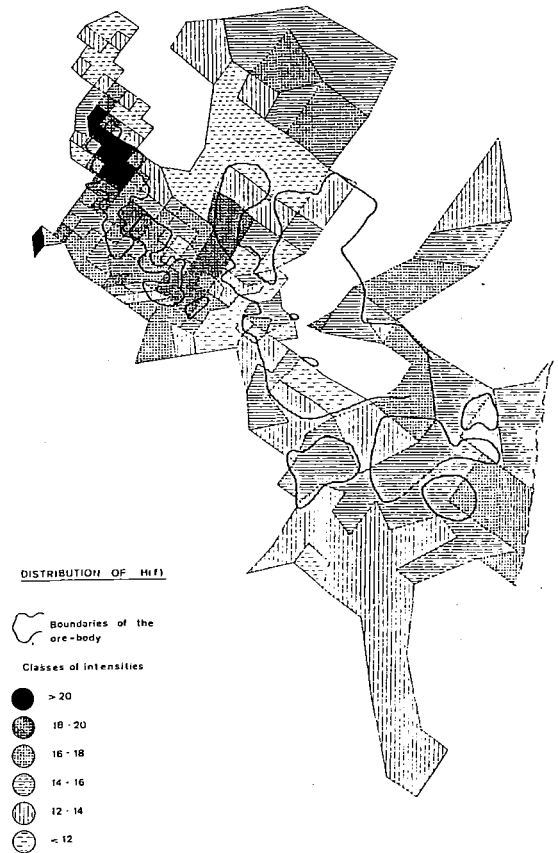 DISTRIBUTION OF H(f)
Boundaries of the
ore-body
Classes of intensities
> 20
18 - 20
16 - 18
14 - 16
12 - 14
< 12